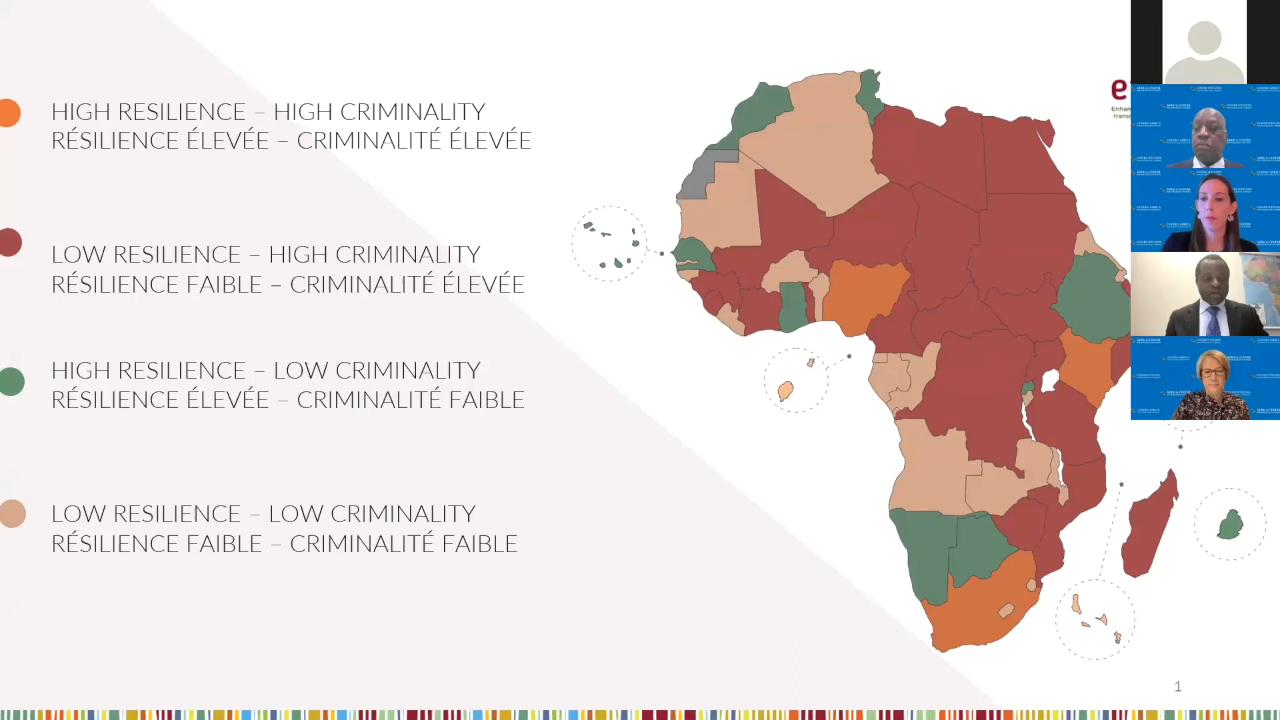 HIGH RESILIENCE – HIGH CRIMINALITY
RÉSILIENCE ÉLEVÉE – CRIMINALITÉ ÉLEVÉE
LOW RESILIENCE – HIGH CRIMINALITY
RÉSILIENCE FAIBLE – CRIMINALITÉ ÉLEVÉE
HIGH RESILIENCE – LOW CRIMINALITY
RÉSILIENCE ÉLEVÉE – CRIMINALITÉ FAIBLE
LOW RESILIENCE – LOW CRIMINALITY
RÉSILIENCE FAIBLE – CRIMINALITÉ FAIBLE
1